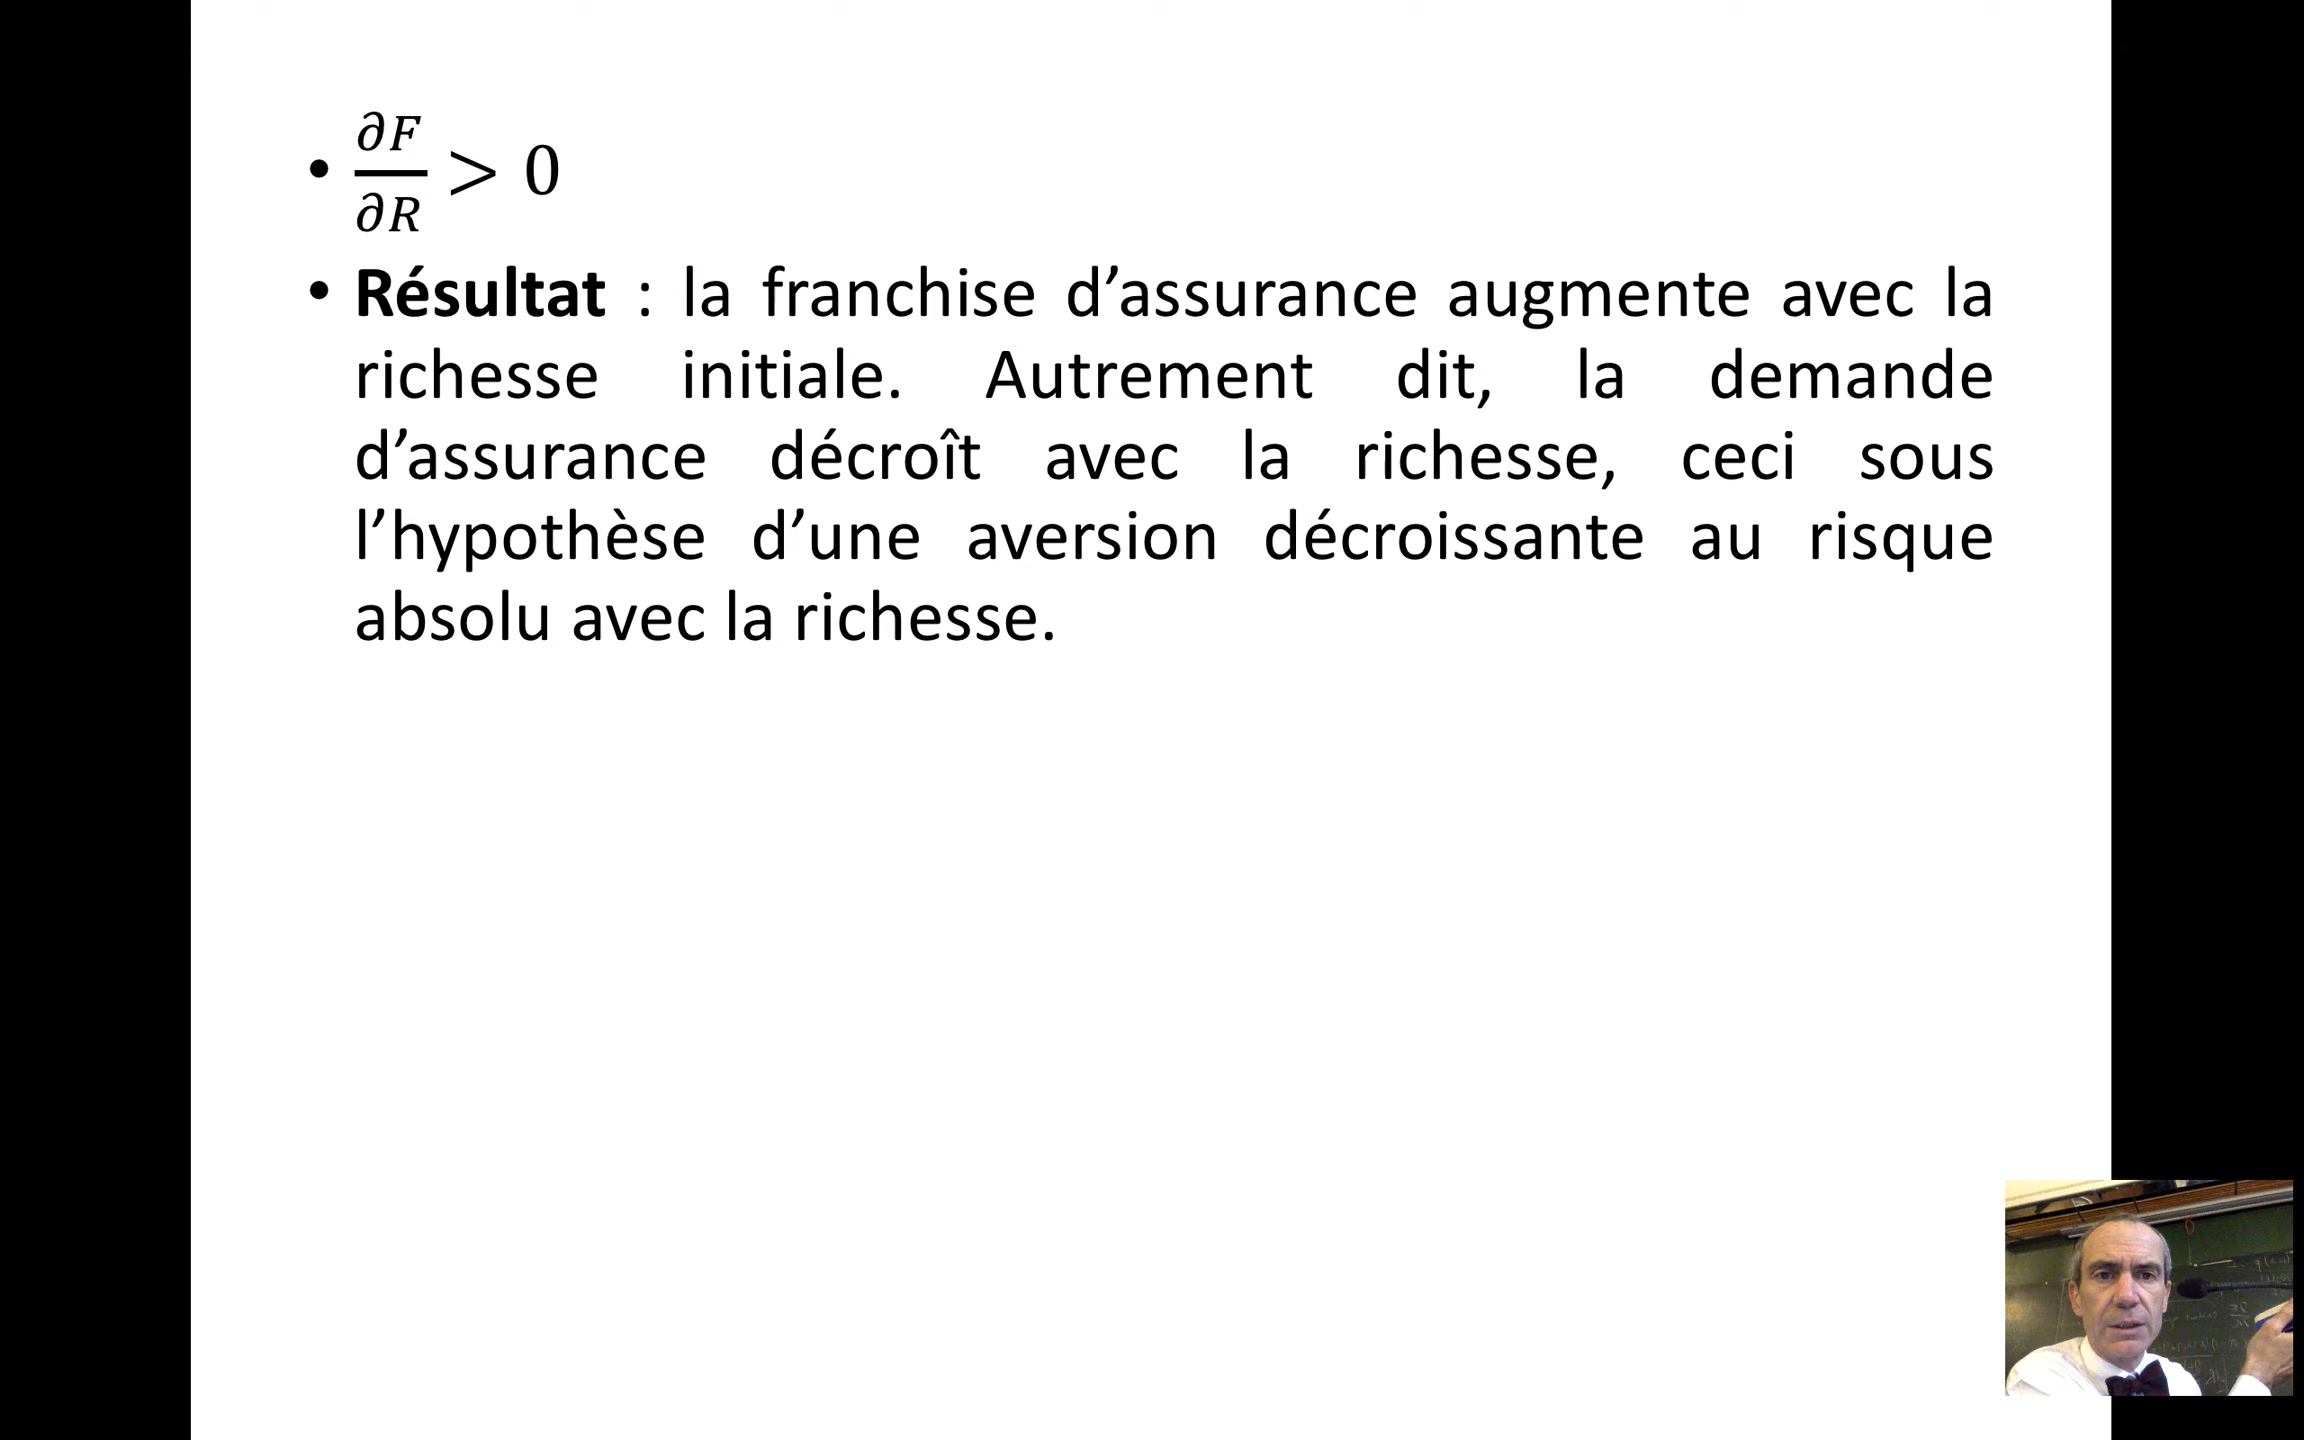 • ∂F/∂R > 0
• Résultat : la franchise d’assurance augmente avec la
richesse initiale. Autrement dit, la demande
d’assurance décroît avec la richesse, ceci sous
l’hypothèse d’une aversion décroissante au risque
absolu avec la richesse.